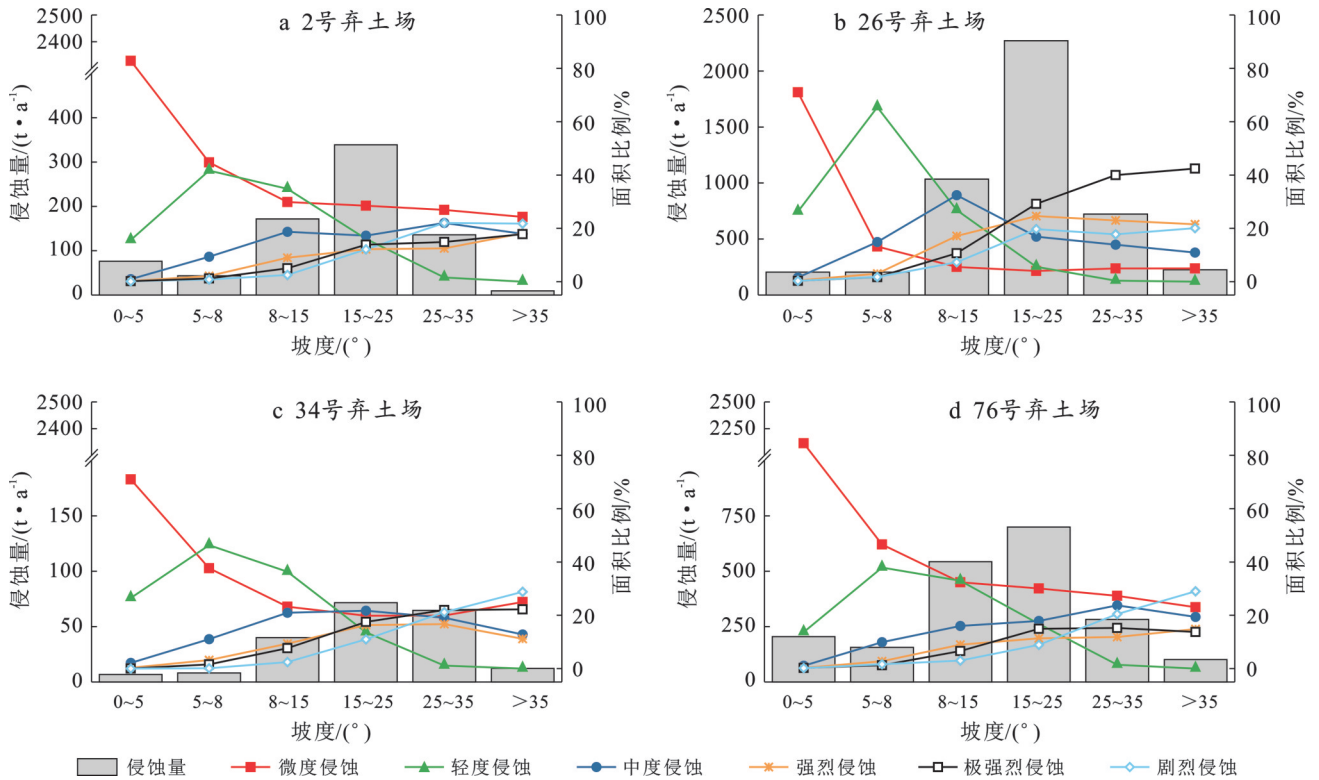 a 2号弃土场
2500
2400
400
300
200
100
0
侵蚀量/(t·a⁻¹)
100
80
60
40
20
0
面积比例/%
0~5 5~8 8~15 15~25 25~35 >35
坡度/(°)
b 26号弃土场
2500
2000
1500
1000
500
0
侵蚀量/(t·a⁻¹)
100
80
60
40
20
0
面积比例/%
0~5 5~8 8~15 15~25 25~35 >35
坡度/(°)
c 34号弃土场
2500
2400
150
100
50
0
侵蚀量/(t·a⁻¹)
100
80
60
40
20
0
面积比例/%
0~5 5~8 8~15 15~25 25~35 >35
坡度/(°)
d 76号弃土场
2500
2250
750
500
250
0
侵蚀量/(t·a⁻¹)
100
80
60
40
20
0
面积比例/%
0~5 5~8 8~15 15~25 25~35 >35
坡度/(°)
侵蚀量 微度侵蚀 轻度侵蚀 中度侵蚀 强烈侵蚀 极强烈侵蚀 剧烈侵蚀